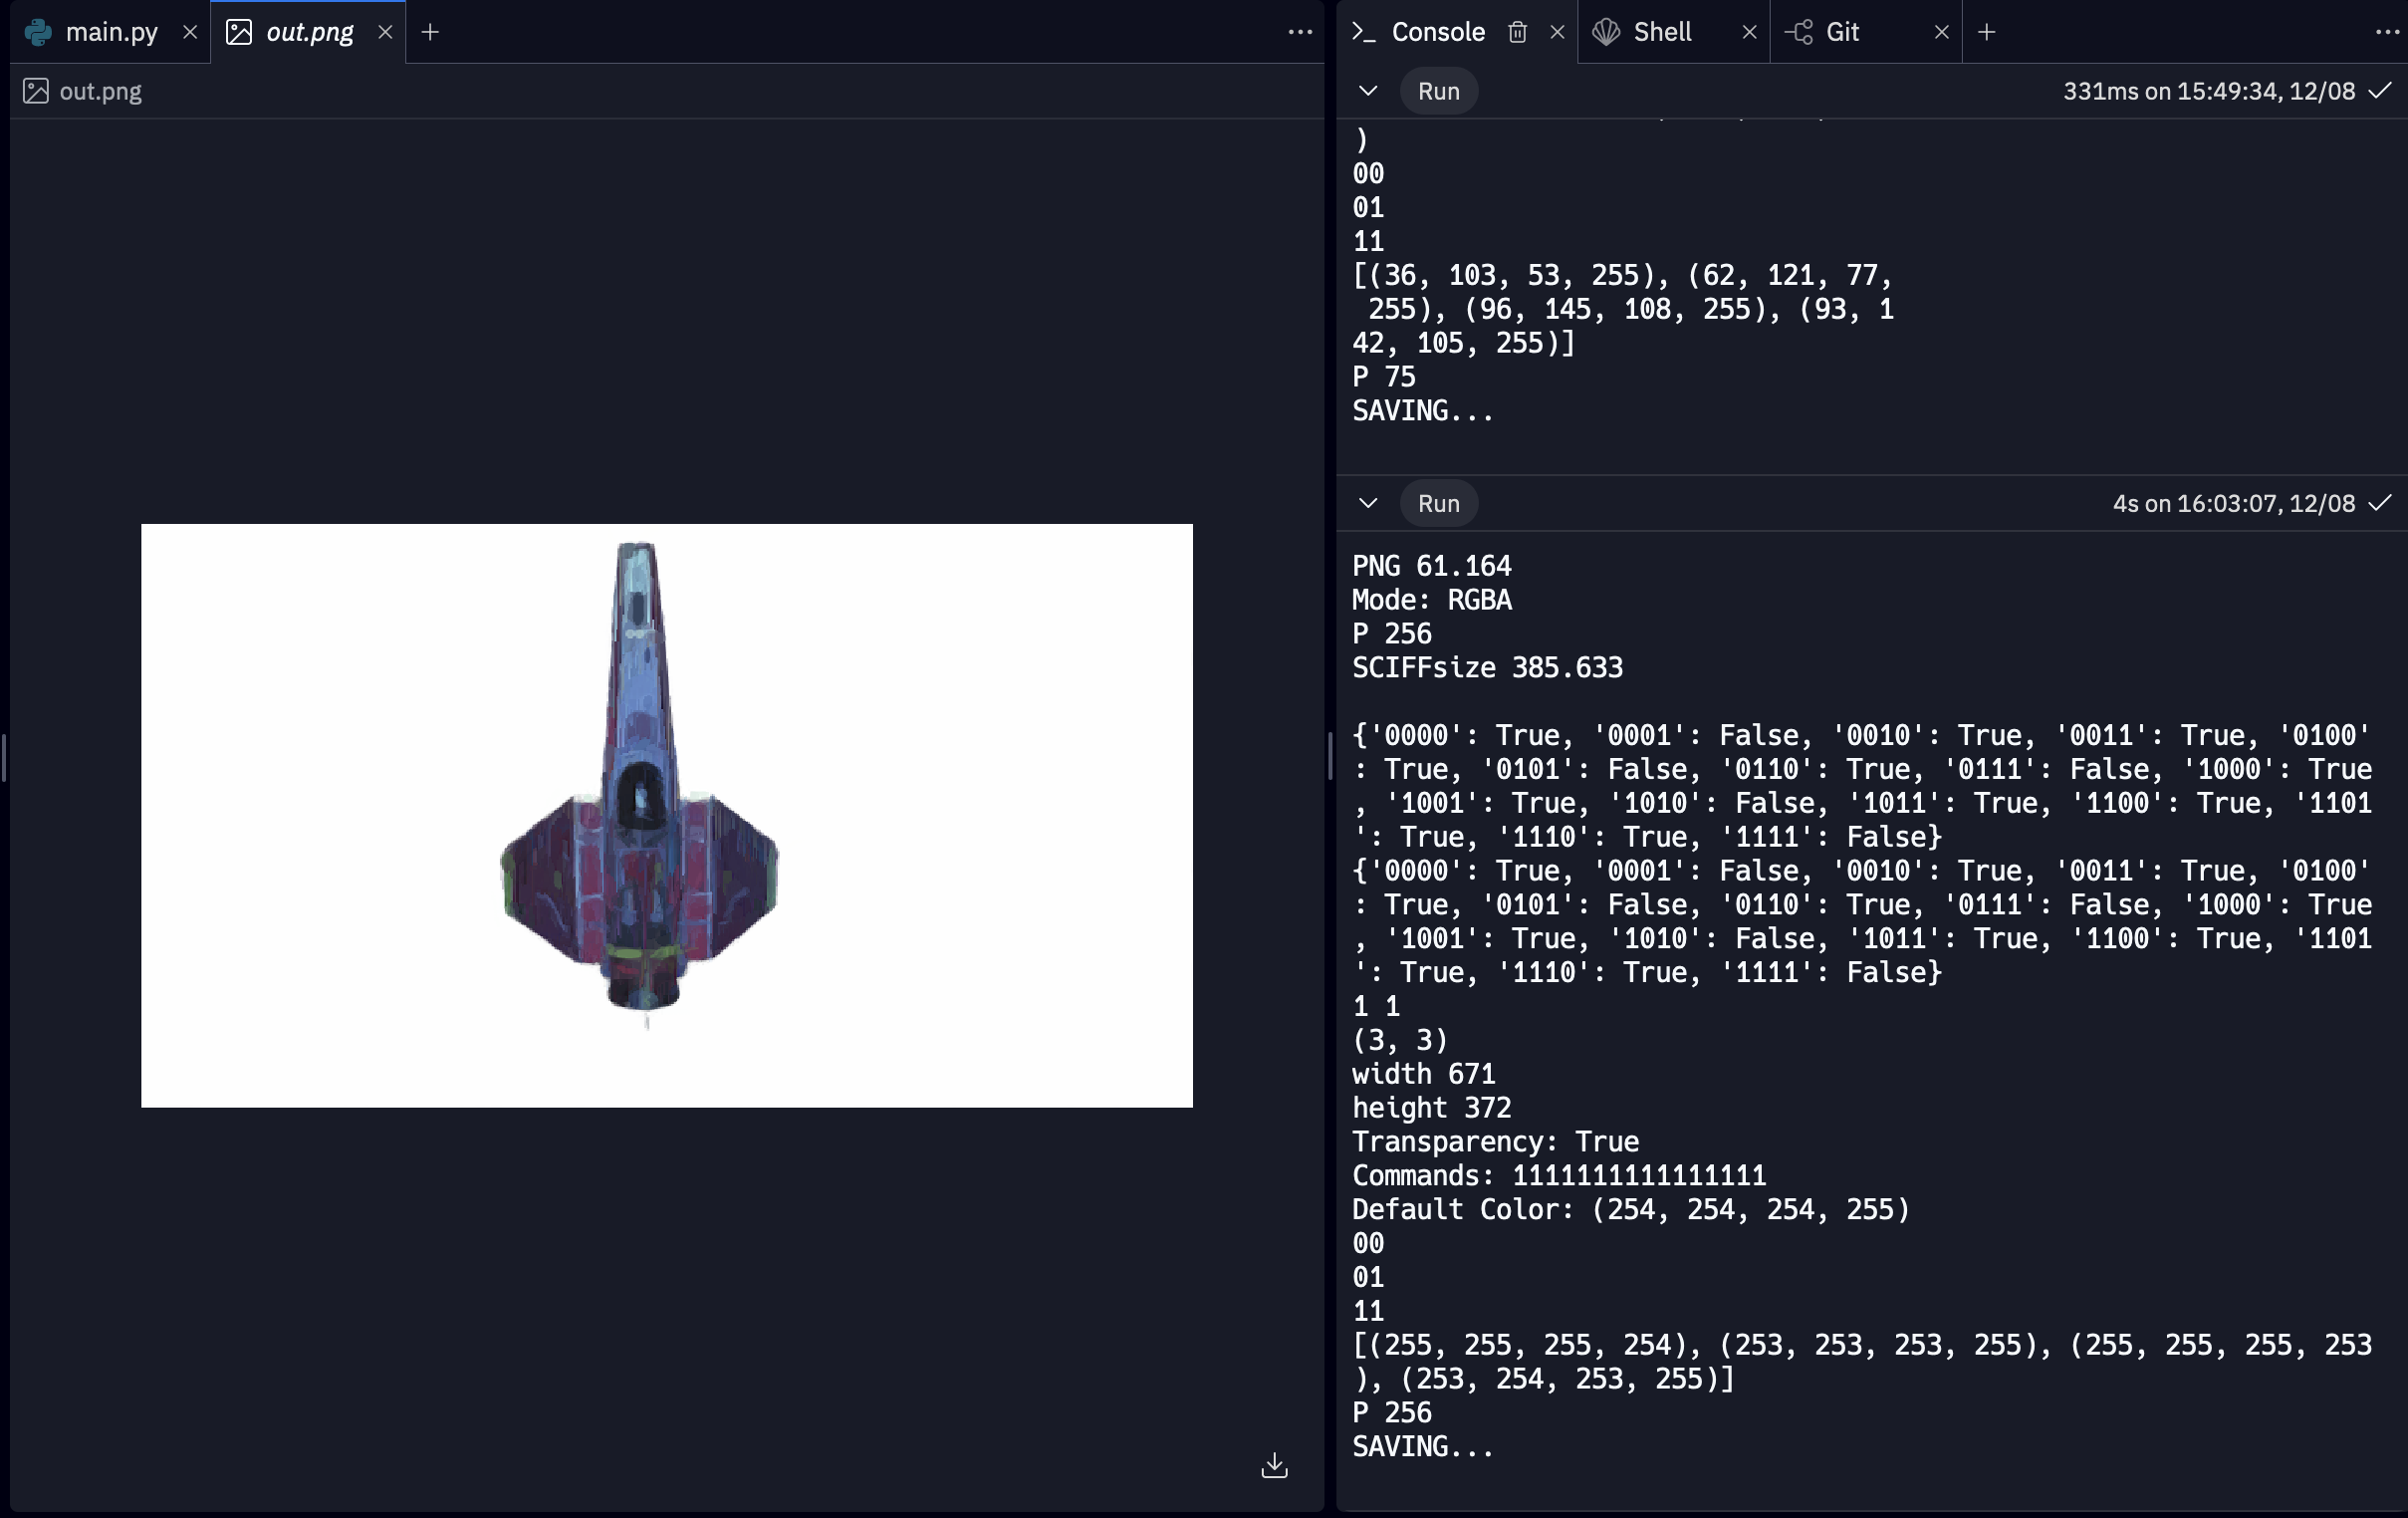 main.py
out.png
out.png
Console
Shell
Git
Run
331ms on 15:49:34, 12/08
)
00
01
11
[(36, 103, 53, 255), (62, 121, 77,
255), (96, 145, 108, 255), (93, 1
42, 105, 255)]
P 75
SAVING...
Run
4s on 16:03:07, 12/08
PNG 61.164
Mode: RGBA
P 256
SCIFFsize 385.633
{'0000': True, '0001': False, '0010': True, '0011': True, '0100'
: True, '0101': False, '0110': True, '0111': False, '1000': True
, '1001': True, '1010': False, '1011': True, '1100': True, '1101
': True, '1110': True, '1111': False}
{'0000': True, '0001': False, '0010': True, '0011': True, '0100'
: True, '0101': False, '0110': True, '0111': False, '1000': True
, '1001': True, '1010': False, '1011': True, '1100': True, '1101
': True, '1110': True, '1111': False}
1 1
(3, 3)
width 671
height 372
Transparency: True
Commands: 1111111111111111
Default Color: (254, 254, 254, 255)
00
01
11
[(255, 255, 255, 254), (253, 253, 253, 255), (255, 255, 255, 253
), (253, 254, 253, 255)]
P 256
SAVING...